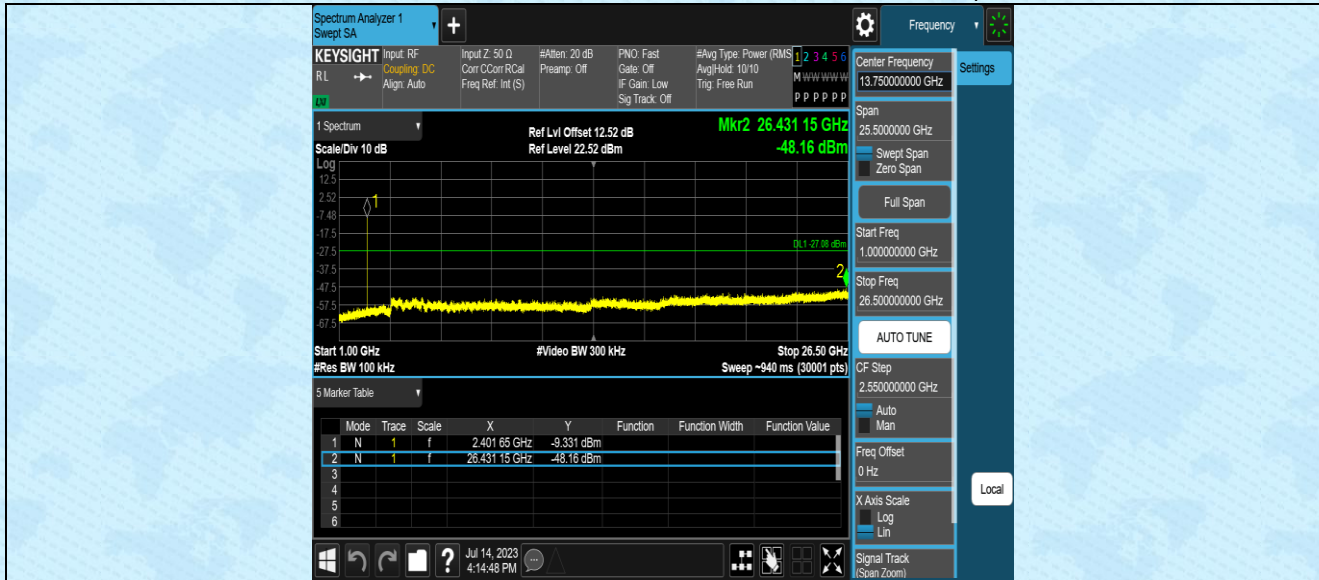 Spectrum Analyzer 1
Swept SA
+
Frequency
KEYSIGHT
RL
LXI
Input: RF
Coupling: DC
Align: Auto
Input Z: 50 Ω
Corr CCorr RCal
Freq Ref: Int (S)
#Atten: 20 dB
Preamp: Off
PNO: Fast
Gate: Off
IF Gain: Low
Sig Track: Off
#Avg Type: Power (RMS
Avg|Hold: 10/10
Trig: Free Run
1 2 3 4 5 6
M W W W W W
P P P P P P
Center Frequency
13.750000000 GHz
Settings
Span
25.5000000 GHz
Swept Span
Zero Span
Full Span
Start Freq
1.000000000 GHz
Stop Freq
26.500000000 GHz
AUTO TUNE
CF Step
2.550000000 GHz
Auto
Man
Freq Offset
0 Hz
X Axis Scale
Log
Lin
Signal Track
(Span Zoom)
Local
1 Spectrum
Scale/Div 10 dB
Ref Lvl Offset 12.52 dB
Ref Level 22.52 dBm
Mkr2 26.431 15 GHz
-48.16 dBm
Log
12.5
2.52
-7.48
-17.5
-27.5
-37.5
-47.5
-57.5
-67.5
1
DL1 -27.06 dBm
2
Start 1.00 GHz
#Video BW 300 kHz
Stop 26.50 GHz
#Res BW 100 kHz
Sweep ~940 ms (30001 pts)
5 Marker Table
Mode Trace Scale X Y Function Function Width Function Value
1 N 1 f 2.401 65 GHz -9.331 dBm
2 N 1 f 26.431 15 GHz -48.16 dBm
3
4
5
6
?
Jul 14, 2023
4:14:48 PM